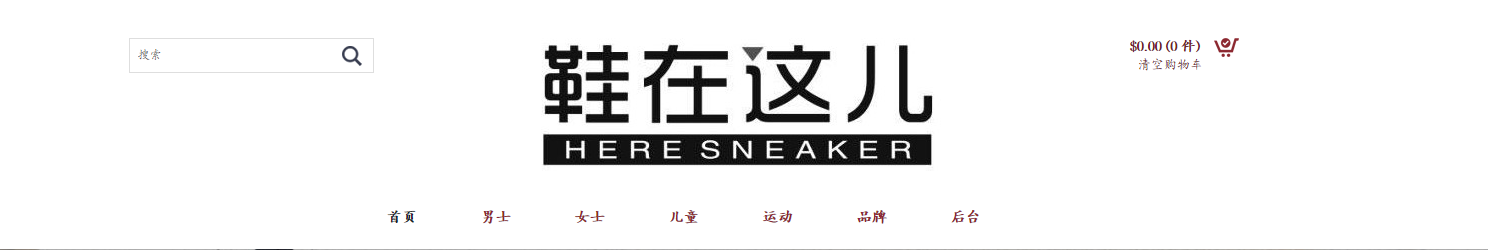 搜索
鞋在这儿
HERE SNEAKER
$0.00 (0 件)
清空购物车
首頁 男士 女士 儿童 运动 品牌 后台